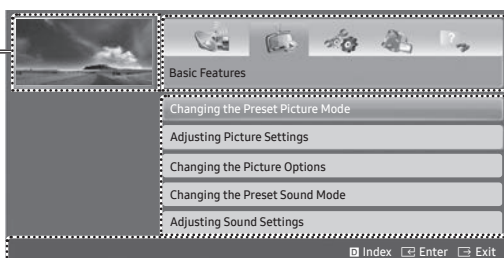 Basic Features
Changing the Preset Picture Mode
Adjusting Picture Settings
Changing the Picture Options
Changing the Preset Sound Mode
Adjusting Sound Settings
D Index Enter Exit